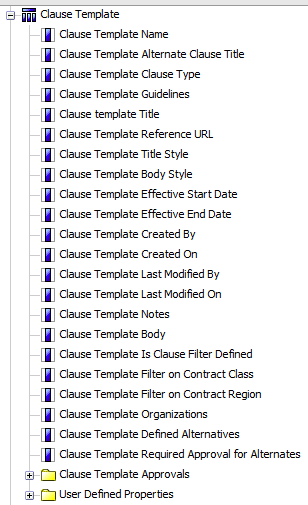 Clause Template
Clause Template Name
Clause Template Alternate Clause Title
Clause Template Clause Type
Clause Template Guidelines
Clause template Title
Clause Template Reference URL
Clause Template Title Style
Clause Template Body Style
Clause Template Effective Start Date
Clause Template Effective End Date
Clause Template Created By
Clause Template Created On
Clause Template Last Modified By
Clause Template Last Modified On
Clause Template Notes
Clause Template Body
Clause Template Is Clause Filter Defined
Clause Template Filter on Contract Class
Clause Template Filter on Contract Region
Clause Template Organizations
Clause Template Defined Alternatives
Clause Template Required Approval for Alternates
Clause Template Approvals
User Defined Properties